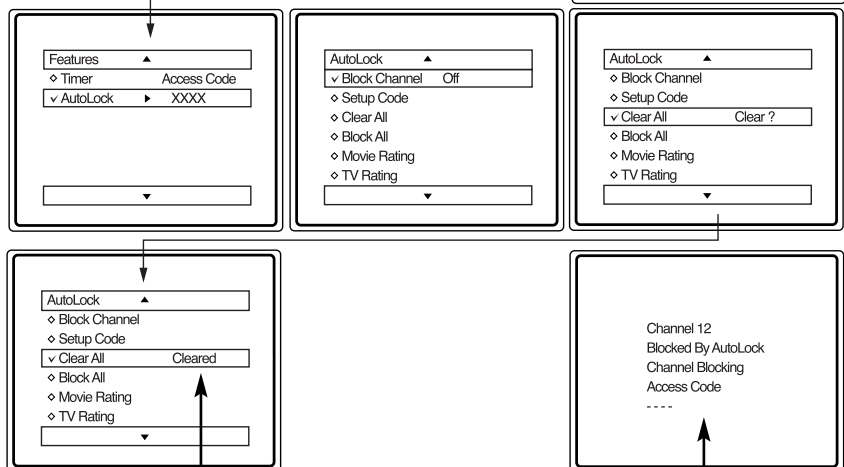 Features
Timer Access Code
AutoLock XXXX
AutoLock
Block Channel Off
Setup Code
Clear All
Block All
Movie Rating
TV Rating
AutoLock
Block Channel
Setup Code
Clear All Clear ?
Block All
Movie Rating
TV Rating
AutoLock
Block Channel
Setup Code
Clear All Cleared
Block All
Movie Rating
TV Rating
Channel 12
Blocked By AutoLock
Channel Blocking
Access Code
- - - -